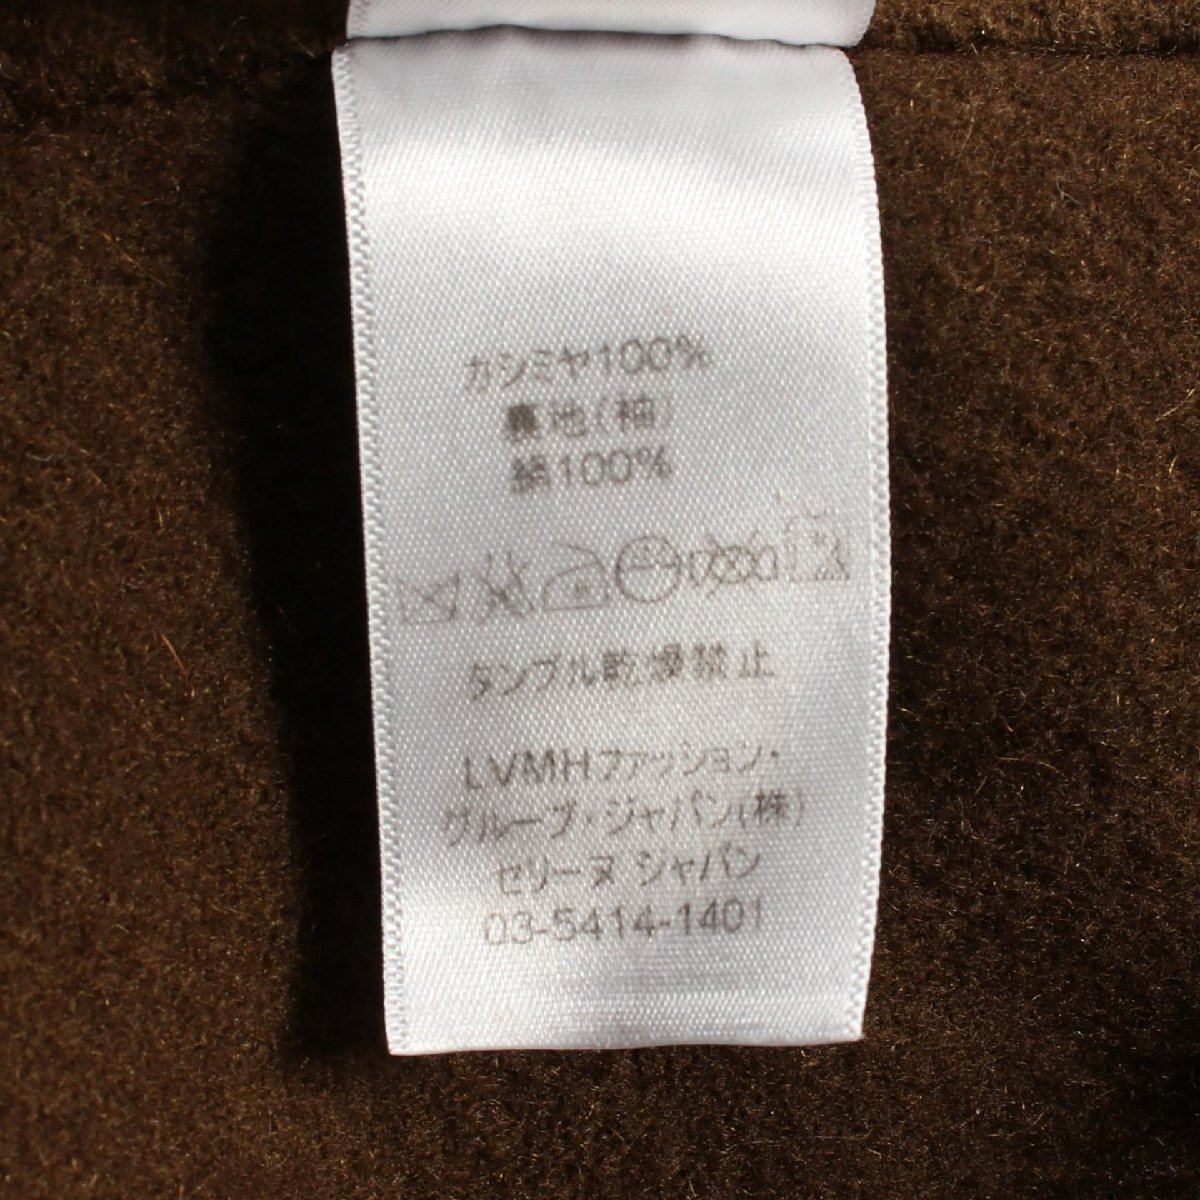 カシミヤ100%
裏地(袖)
綿100%
タンブル乾燥禁止
LVMHファッション・
グループ・ジャパン(株)
セリーヌ ジャパン
03-5414-1401